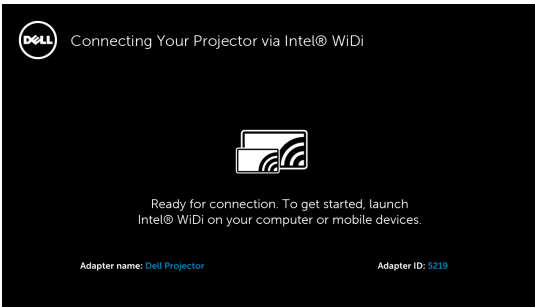 DELL
Connecting Your Projector via Intel® WiDi
Ready for connection. To get started, launch
Intel® WiDi on your computer or mobile devices.
Adapter name: Dell Projector
Adapter ID: 5219